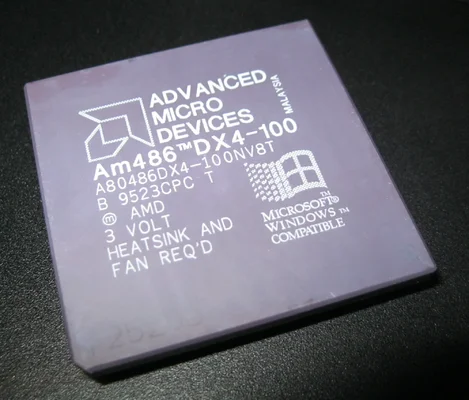 ADVANCED
MICRO
DEVICES
MALAYSIA
Am486™DX4-100
A80486DX4-100NV8T
B 9523CPC T
ⓜ AMD
3 VOLT
HEATSINK AND
FAN REQ'D
MICROSOFT®
WINDOWS™
COMPATIBLE